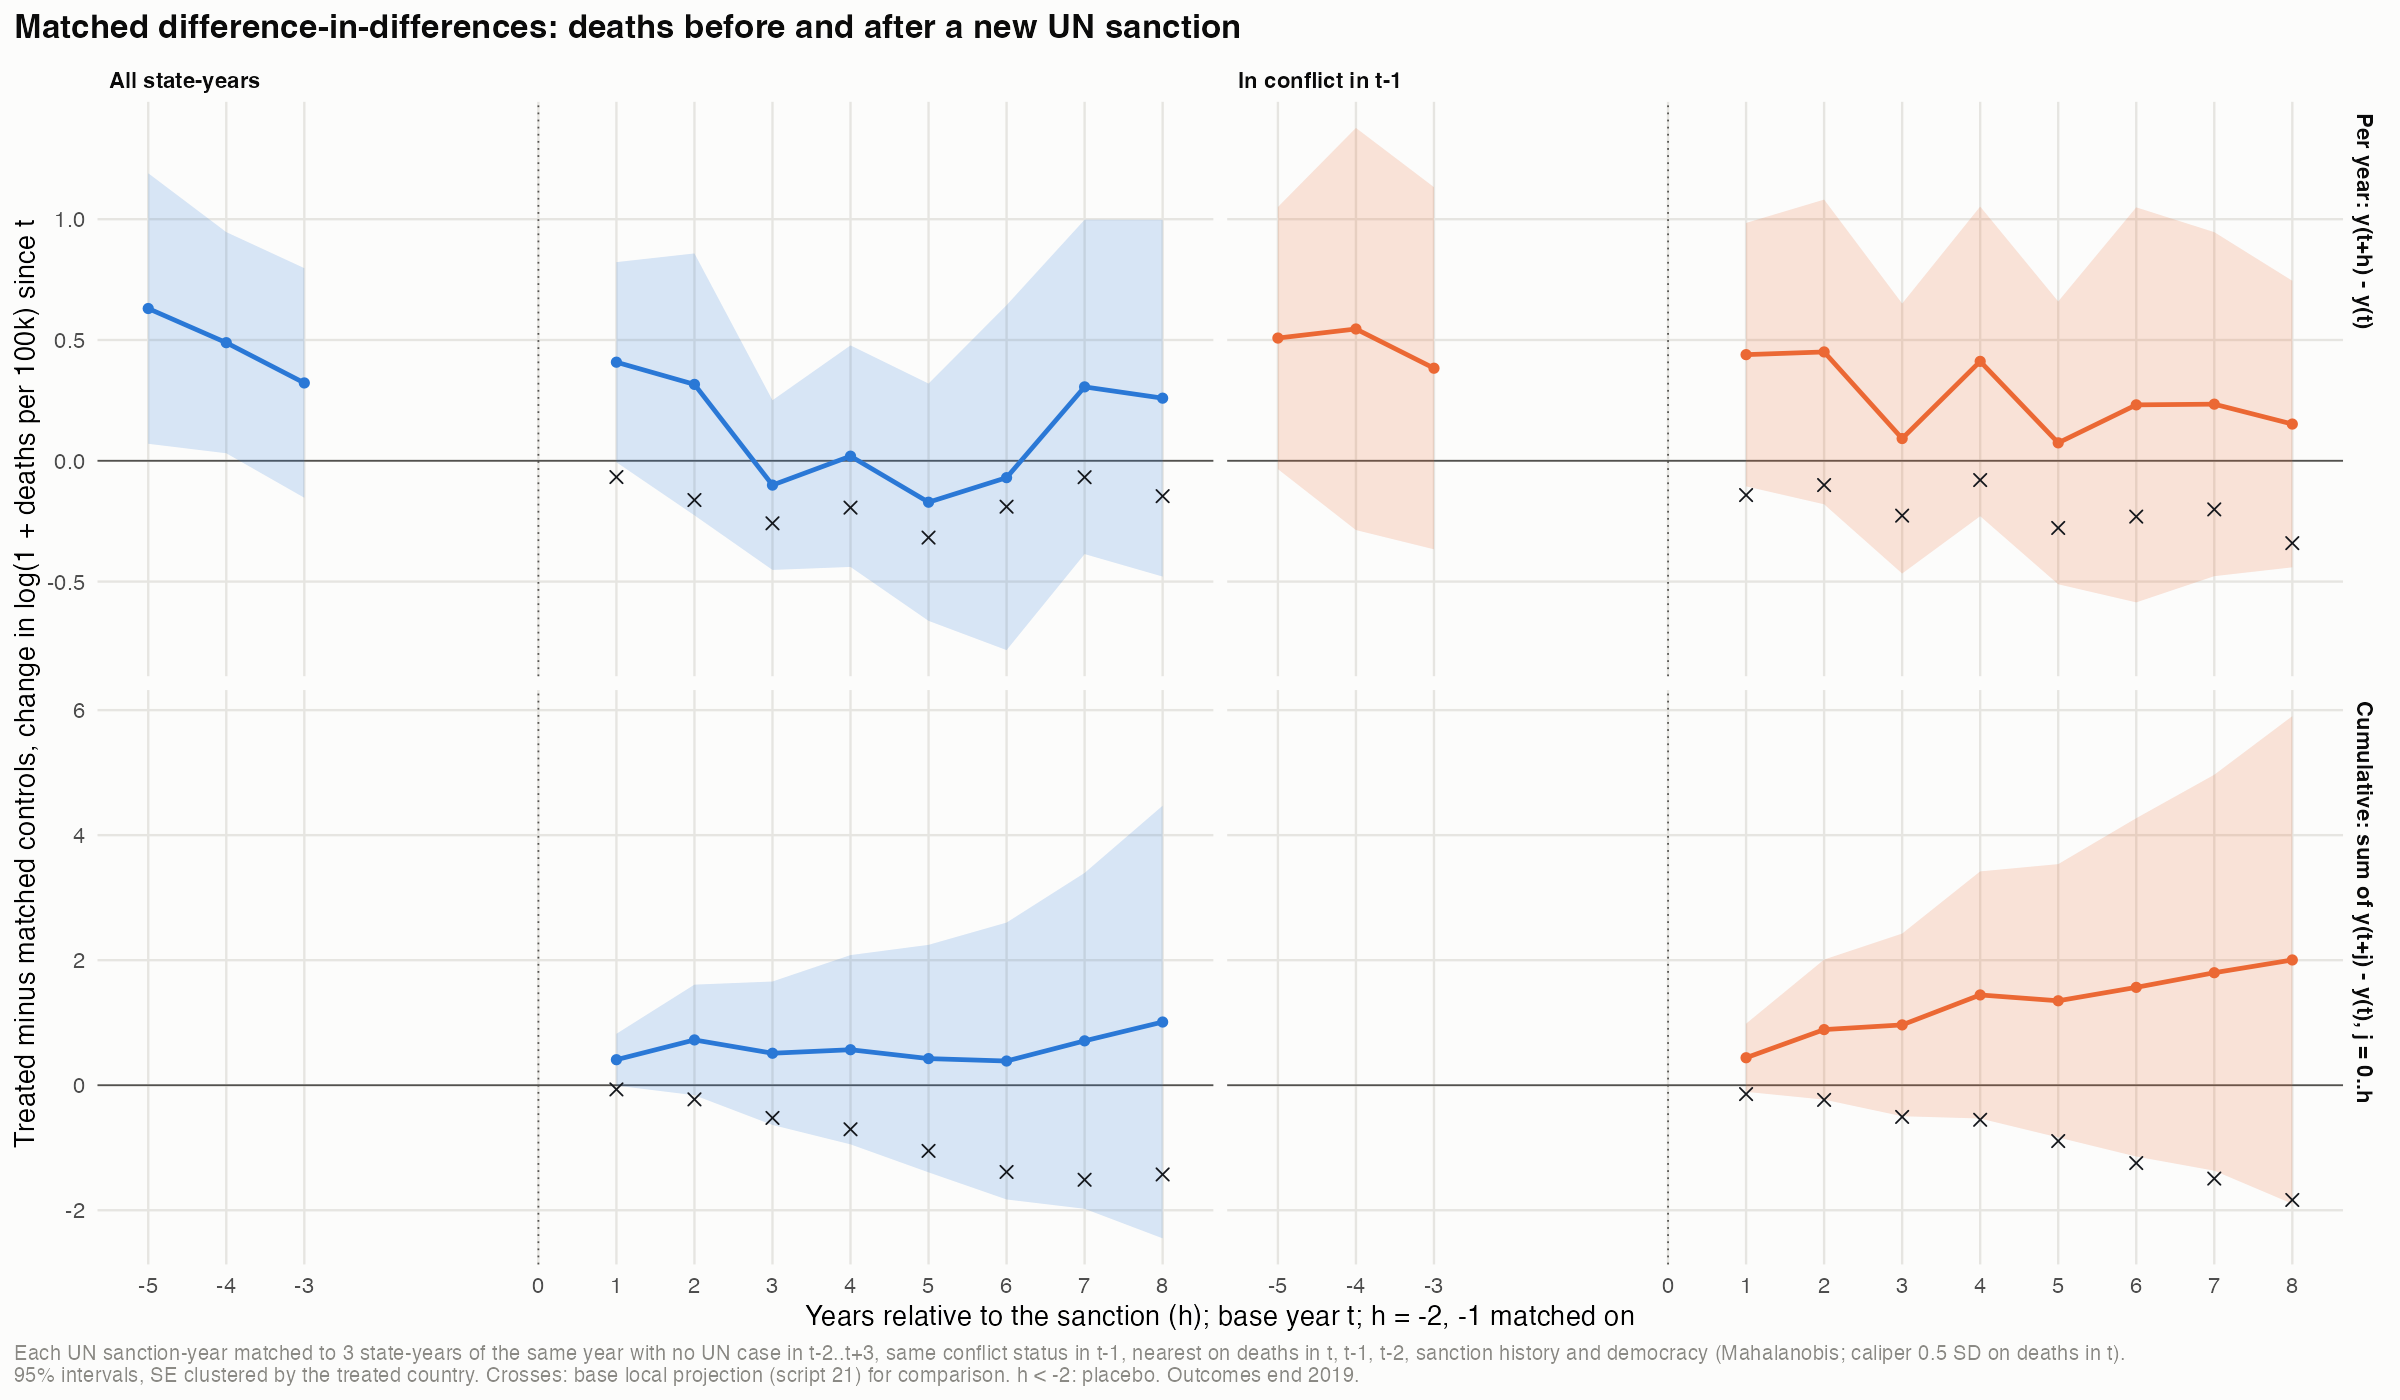 Matched difference-in-differences: deaths before and after a new UN sanction
All state-years
In conflict in t-1
Treated minus matched controls, change in log(1 + deaths per 100k) since t
1.0
0.5
0.0
-0.5
Per year: y(t+h) - y(t)
6
4
2
0
-2
Cumulative: sum of y(t+j) - y(t), j = 0..h
-5 -4 -3 0 1 2 3 4 5 6 7 8 -5 -4 -3 0 1 2 3 4 5 6 7 8
Years relative to the sanction (h); base year t; h = -2, -1 matched on
Each UN sanction-year matched to 3 state-years of the same year with no UN case in t-2..t+3, same conflict status in t-1, nearest on deaths in t, t-1, t-2, sanction history and democracy (Mahalanobis; caliper 0.5 SD on deaths in t).
95% intervals, SE clustered by the treated country. Crosses: base local projection (script 21) for comparison. h < -2: placebo. Outcomes end 2019.